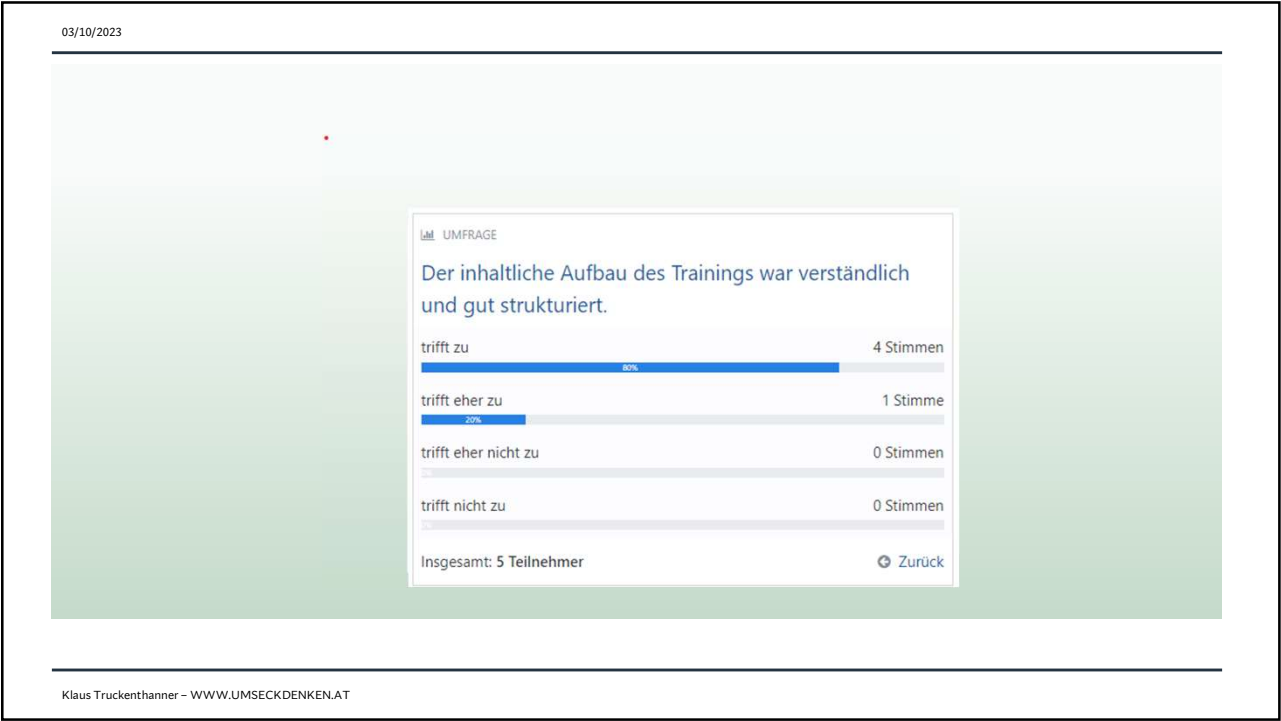 03/10/2023
UMFRAGE
Der inhaltliche Aufbau des Trainings war verständlich
und gut strukturiert.
trifft zu 4 Stimmen
80%
trifft eher zu 1 Stimme
20%
trifft eher nicht zu 0 Stimmen
trifft nicht zu 0 Stimmen
Insgesamt: 5 Teilnehmer Zurück
Klaus Truckenthanner – WWW.UMSECKDENKEN.AT